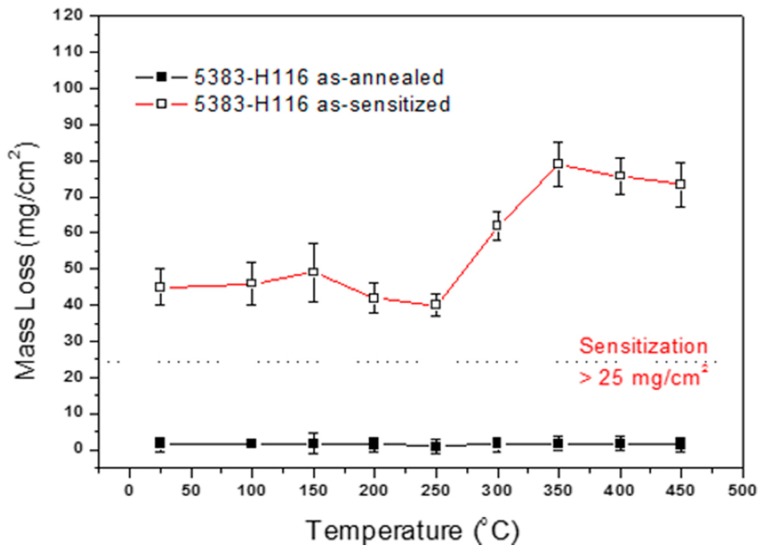 120
110
100
90
80
70
60
50
40
30
20
10
0
Mass Loss (mg/cm²)
5383-H116 as-annealed
5383-H116 as-sensitized
Sensitization
> 25 mg/cm²
0 50 100 150 200 250 300 350 400 450 500
Temperature (°C)